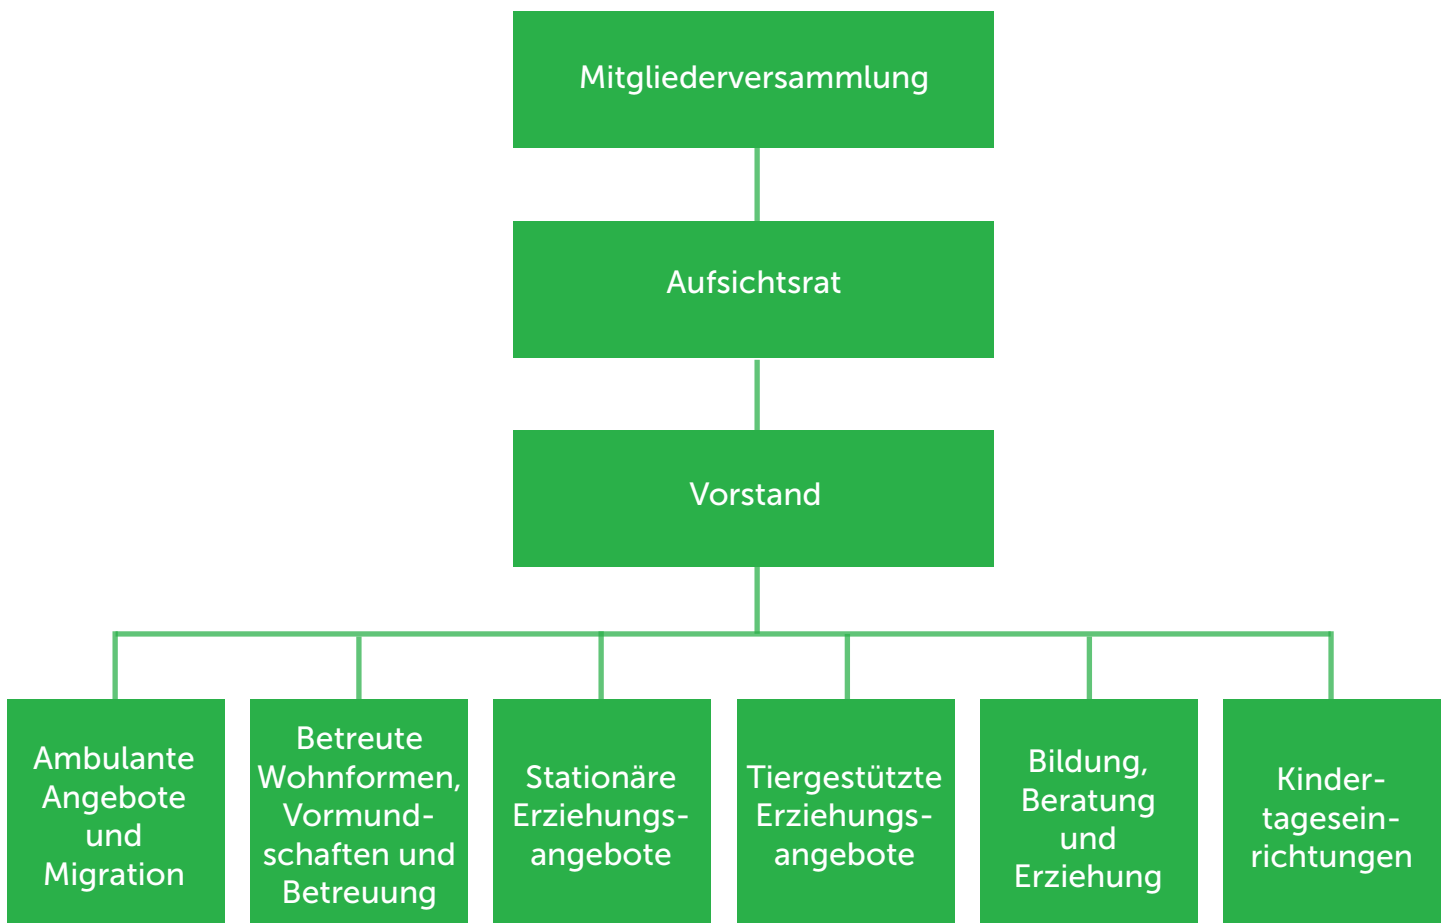 Mitgliederversammlung
Aufsichtsrat
Vorstand
Ambulante
Angebote
und
Migration
Betreute
Wohnformen,
Vormund-
schaften und
Betreuung
Stationäre
Erziehungs-
angebote
Tiergestützte
Erziehungs-
angebote
Bildung,
Beratung
und
Erziehung
Kinder-
tagesein-
richtungen